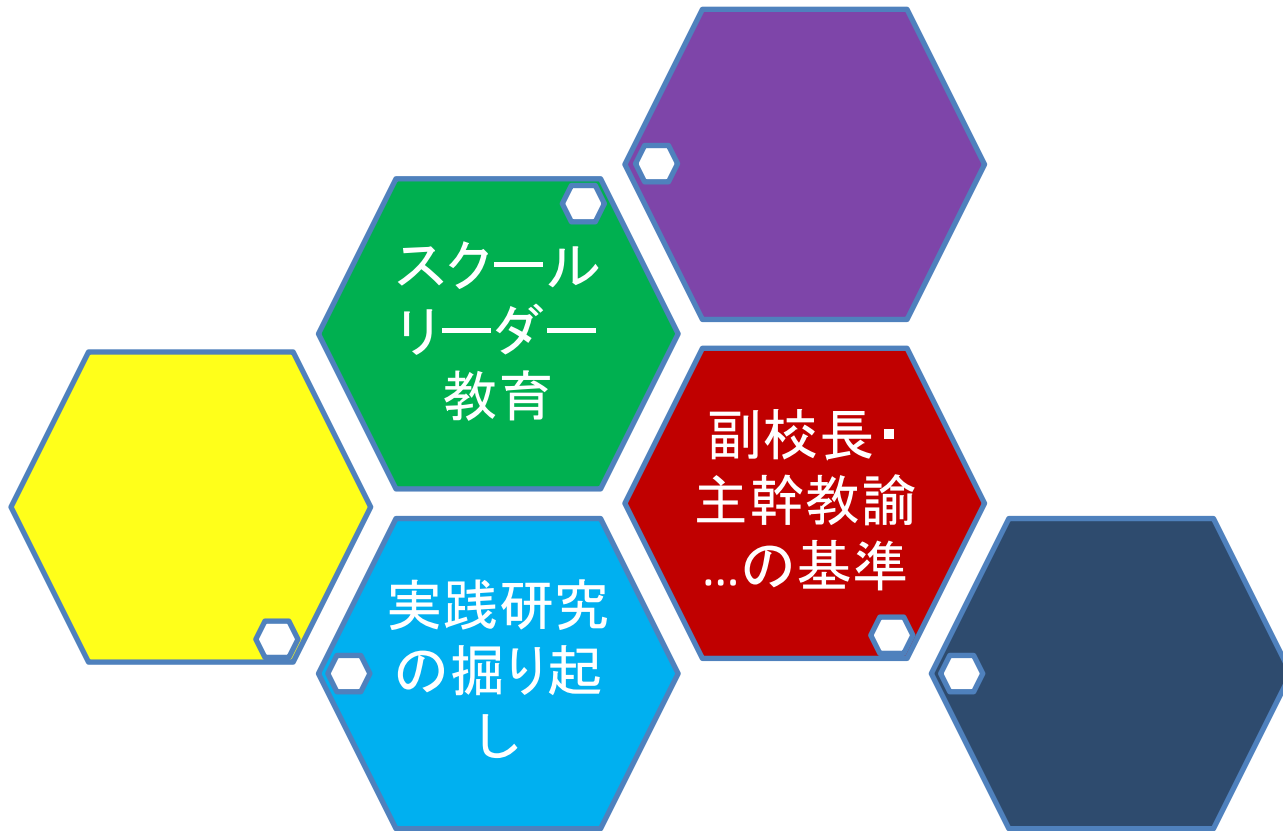 スクール
リーダー
教育
副校長・
主幹教諭
…の基準
実践研究
の掘り起
し